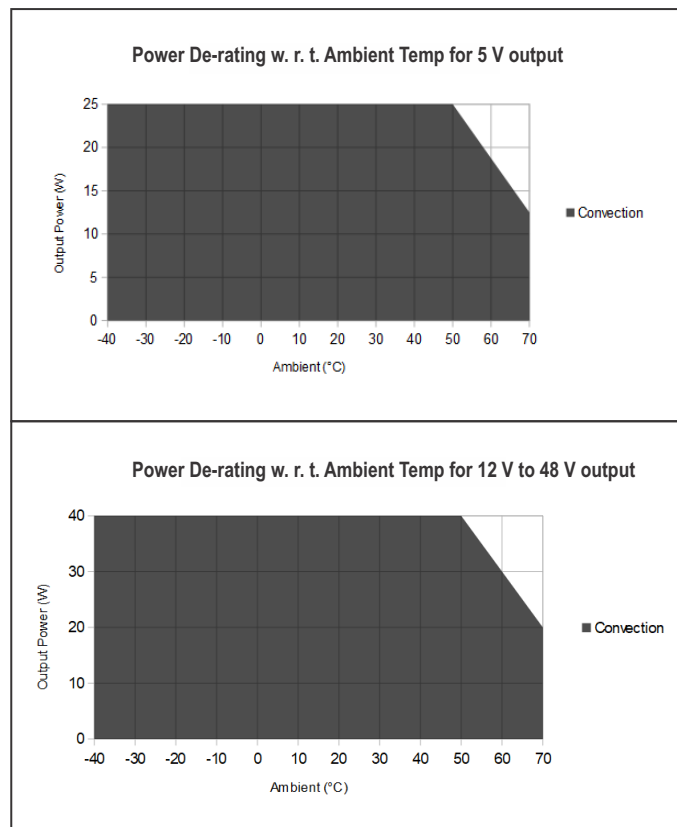 Power De-rating w. r. t. Ambient Temp for 5 V output
25
20
15
10
5
0
Output Power (W)
-40 -30 -20 -10 0 10 20 30 40 50 60 70
Ambient (°C)
Convection
Power De-rating w. r. t. Ambient Temp for 12 V to 48 V output
40
30
20
10
0
Output Power (W)
-40 -30 -20 -10 0 10 20 30 40 50 60 70
Ambient (°C)
Convection